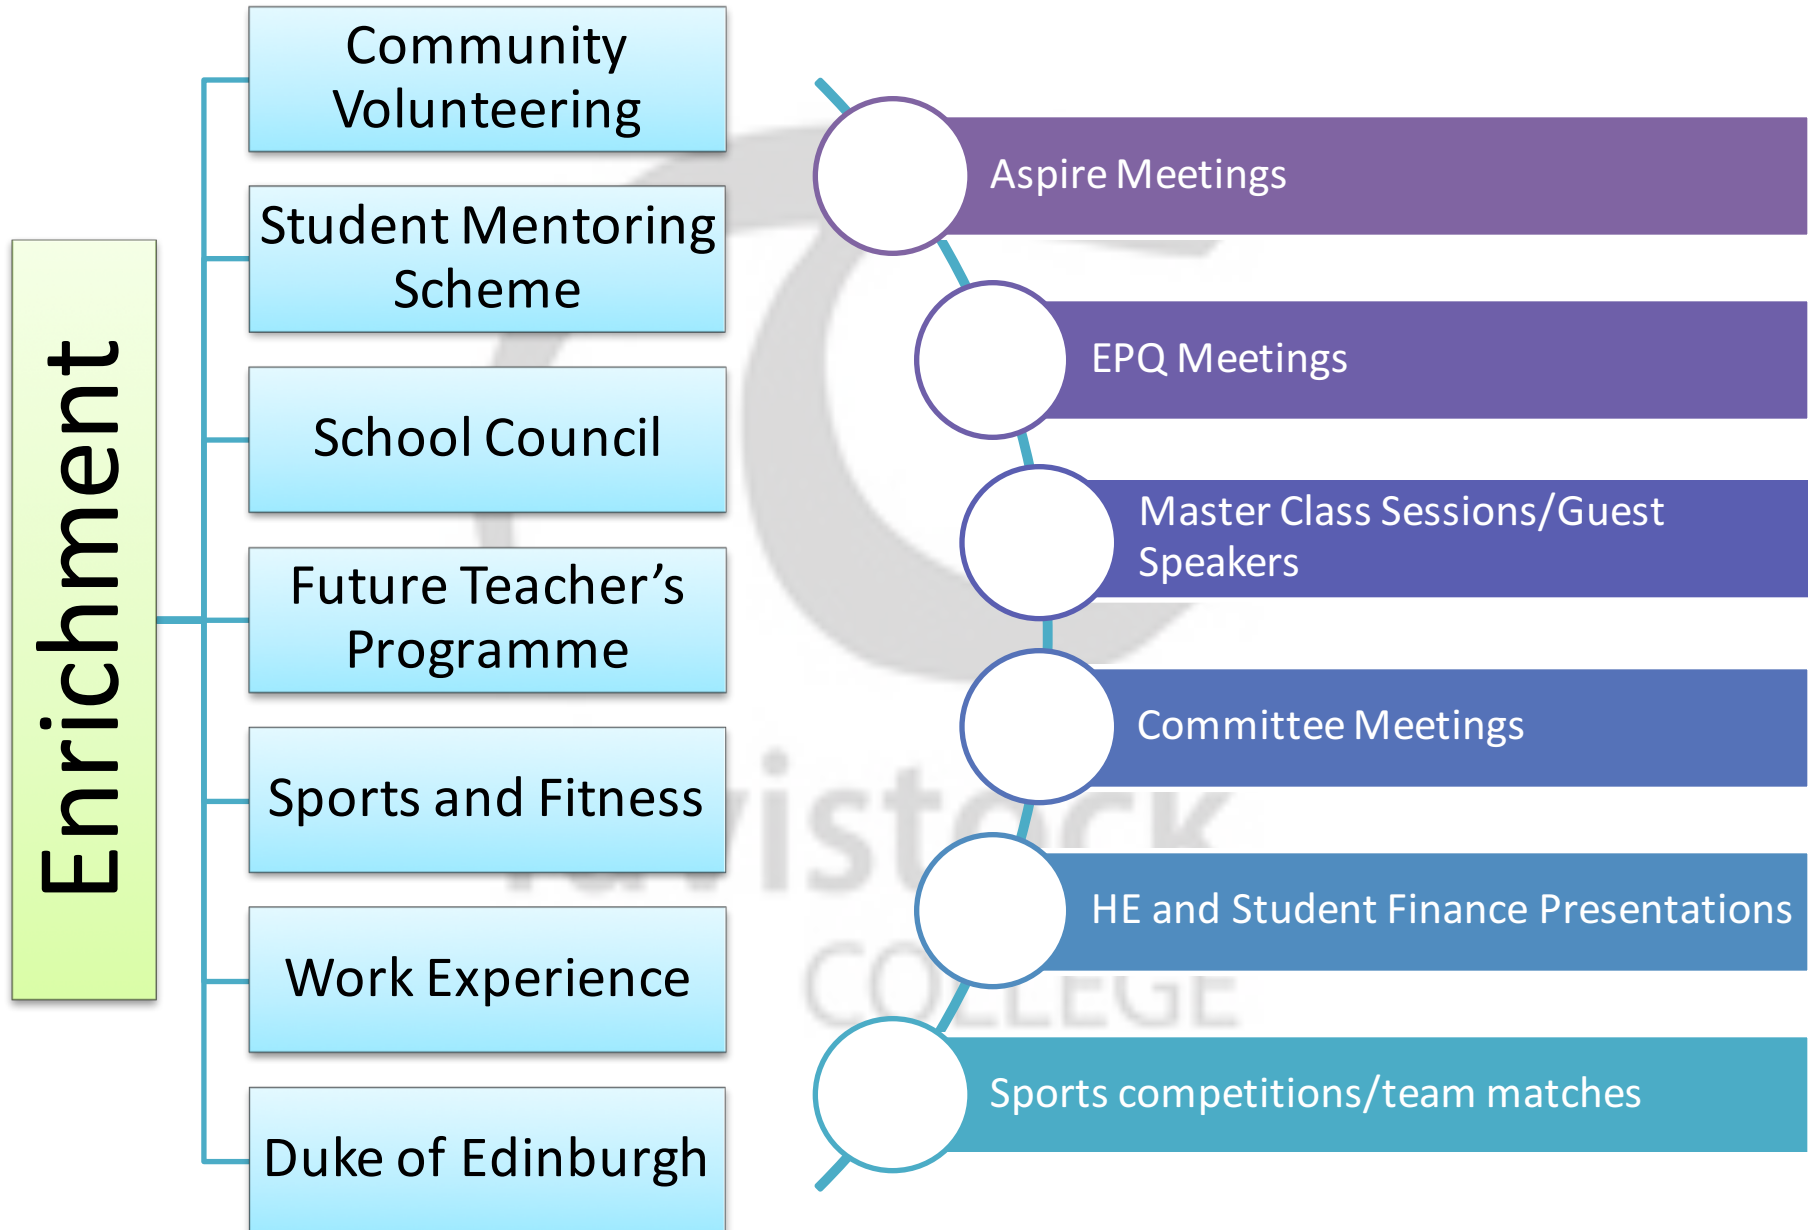 Enrichment
Community
Volunteering
Student Mentoring
Scheme
School Council
Future Teacher’s
Programme
Sports and Fitness
Work Experience
Duke of Edinburgh
Aspire Meetings
EPQ Meetings
Master Class Sessions/Guest
Speakers
Committee Meetings
HE and Student Finance Presentations
Sports competitions/team matches
Tavistock
COLLEGE